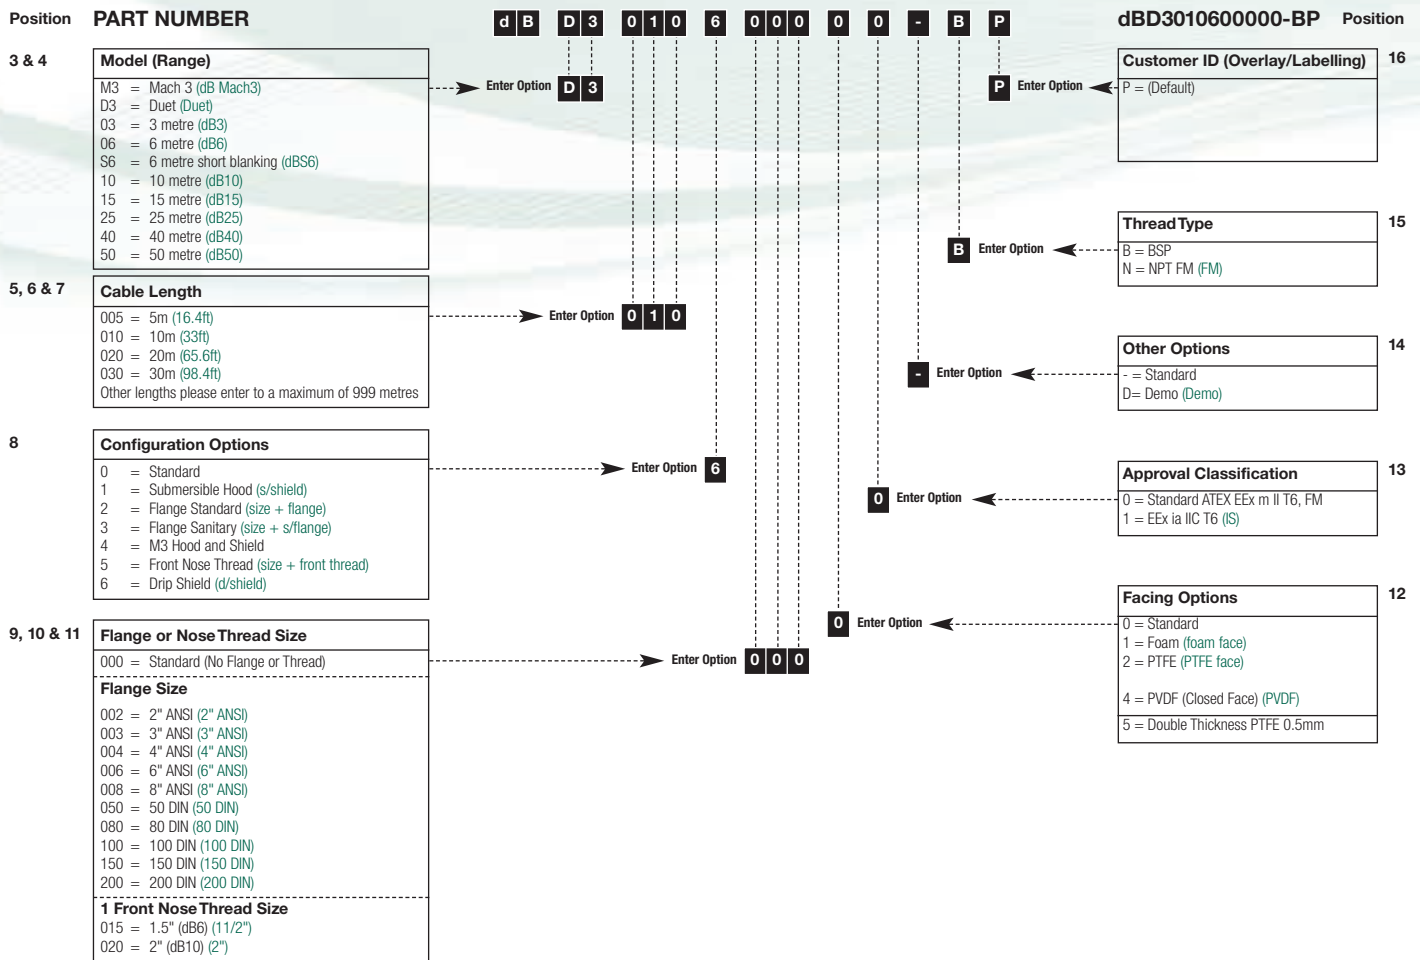 Position PART NUMBER d B D 3 0 1 0 6 0 0 0 0 0 - B P dBD3010600000-BP Position
3 & 4
Model (Range)
M3 = Mach 3 (dB Mach3)
D3 = Duet (Duet)
03 = 3 metre (dB3)
06 = 6 metre (dB6)
S6 = 6 metre short blanking (dBS6)
10 = 10 metre (dB10)
15 = 15 metre (dB15)
25 = 25 metre (dB25)
40 = 40 metre (dB40)
50 = 50 metre (dB50)
Enter Option D 3
5, 6 & 7
Cable Length
005 = 5m (16.4ft)
010 = 10m (33ft)
020 = 20m (65.6ft)
030 = 30m (98.4ft)
Other lengths please enter to a maximum of 999 metres
Enter Option 0 1 0
8
Configuration Options
0 = Standard
1 = Submersible Hood (s/shield)
2 = Flange Standard (size + flange)
3 = Flange Sanitary (size + s/flange)
4 = M3 Hood and Shield
5 = Front Nose Thread (size + front thread)
6 = Drip Shield (d/shield)
Enter Option 6
9, 10 & 11
Flange or Nose Thread Size
000 = Standard (No Flange or Thread)
Enter Option 0 0 0
Flange Size
002 = 2" ANSI (2" ANSI)
003 = 3" ANSI (3" ANSI)
004 = 4" ANSI (4" ANSI)
006 = 6" ANSI (6" ANSI)
008 = 8" ANSI (8" ANSI)
050 = 50 DIN (50 DIN)
080 = 80 DIN (80 DIN)
100 = 100 DIN (100 DIN)
150 = 150 DIN (150 DIN)
200 = 200 DIN (200 DIN)
1 Front Nose Thread Size
015 = 1.5" (dB6) (11/2")
020 = 2" (dB10) (2")
Customer ID (Overlay/Labelling) 16
P = (Default)
P Enter Option
Thread Type 15
B = BSP
N = NPT FM (FM)
B Enter Option
Other Options 14
- = Standard
D= Demo (Demo)
- Enter Option
Approval Classification 13
0 = Standard ATEX EEx m II T6, FM
1 = EEx ia IIC T6 (IS)
0 Enter Option
Facing Options 12
0 = Standard
1 = Foam (foam face)
2 = PTFE (PTFE face)
4 = PVDF (Closed Face) (PVDF)
5 = Double Thickness PTFE 0.5mm
0 Enter Option